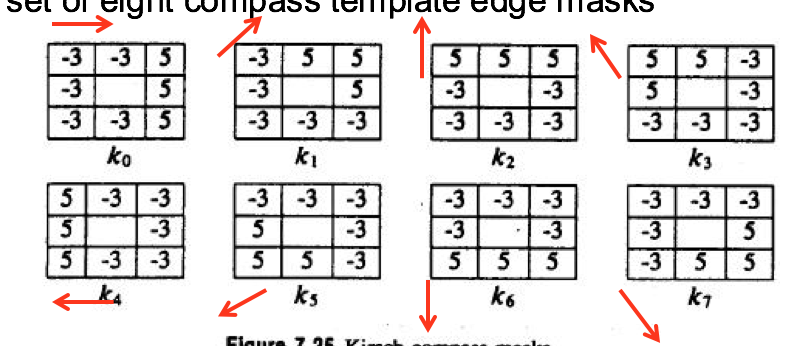 set of eight compass template edge masks
-3 -3 5 -3 5 5 5 5 5 5 5 -3
-3 5 -3 5 -3 -3 5 -3
-3 -3 5 -3 -3 -3 -3 -3 -3 -3 -3 -3
k0 k1 k2 k3
5 -3 -3 -3 -3 -3 -3 -3 -3 -3 -3 -3
5 -3 5 -3 -3 -3 -3 5
5 -3 -3 5 5 -3 5 5 5 -3 5 5
k4 k5 k6 k7
Figure 7.25 Kirsch compass masks